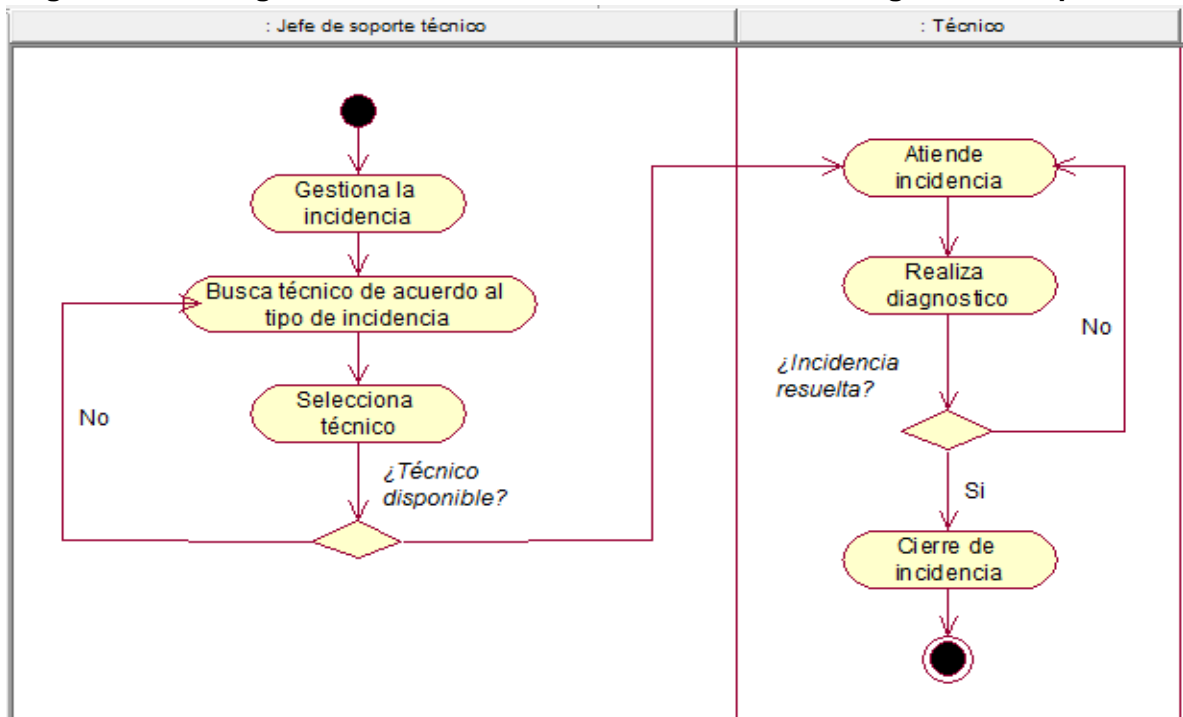 : Jefe de soporte técnico
: Técnico
Gestiona la
incidencia
Busca técnico de acuerdo al
tipo de incidencia
Selecciona
técnico
No
¿Técnico
disponible?
Atiende
incidencia
Realiza
diagnostico
No
¿Incidencia
resuelta?
Si
Cierre de
incidencia